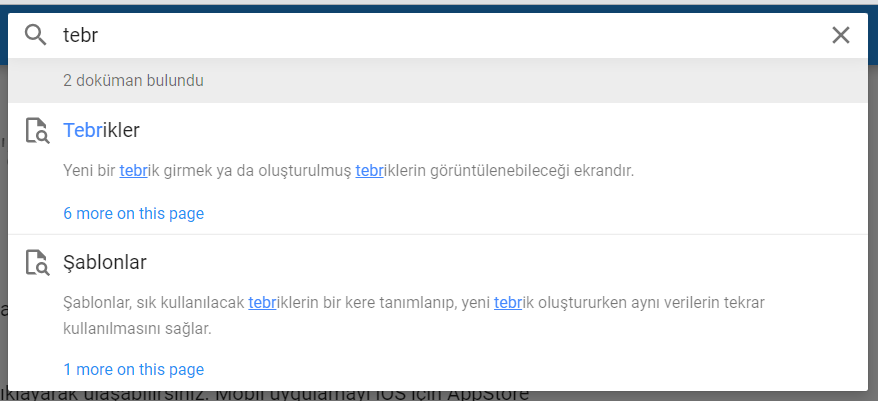 tebr
2 doküman bulundu
Tebrikler
Yeni bir tebrik girmek ya da oluşturulmuş tebriklerin görüntülenebileceği ekrandır.
6 more on this page
Şablonlar
Şablonlar, sık kullanılacak tebriklerin bir kere tanımlanıp, yeni tebrik oluştururken aynı verilerin tekrar
kullanılmasını sağlar.
1 more on this page
ıklayarak ulaşabilirsiniz. Mobil uygulamayı IOS için AppStore